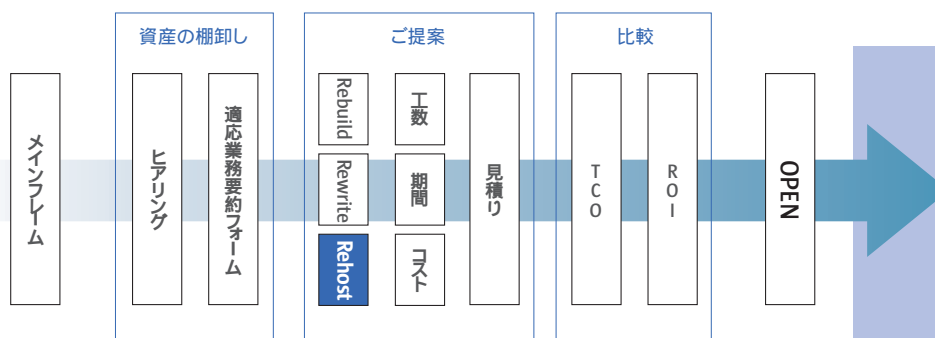 資産の棚卸し
ご提案
比較
メインフレーム
ヒアリング
適応業務要約フォーム
Rebuild
Rewrite
Rehost
工数
期間
コスト
見積り
TCO
ROI
OPEN